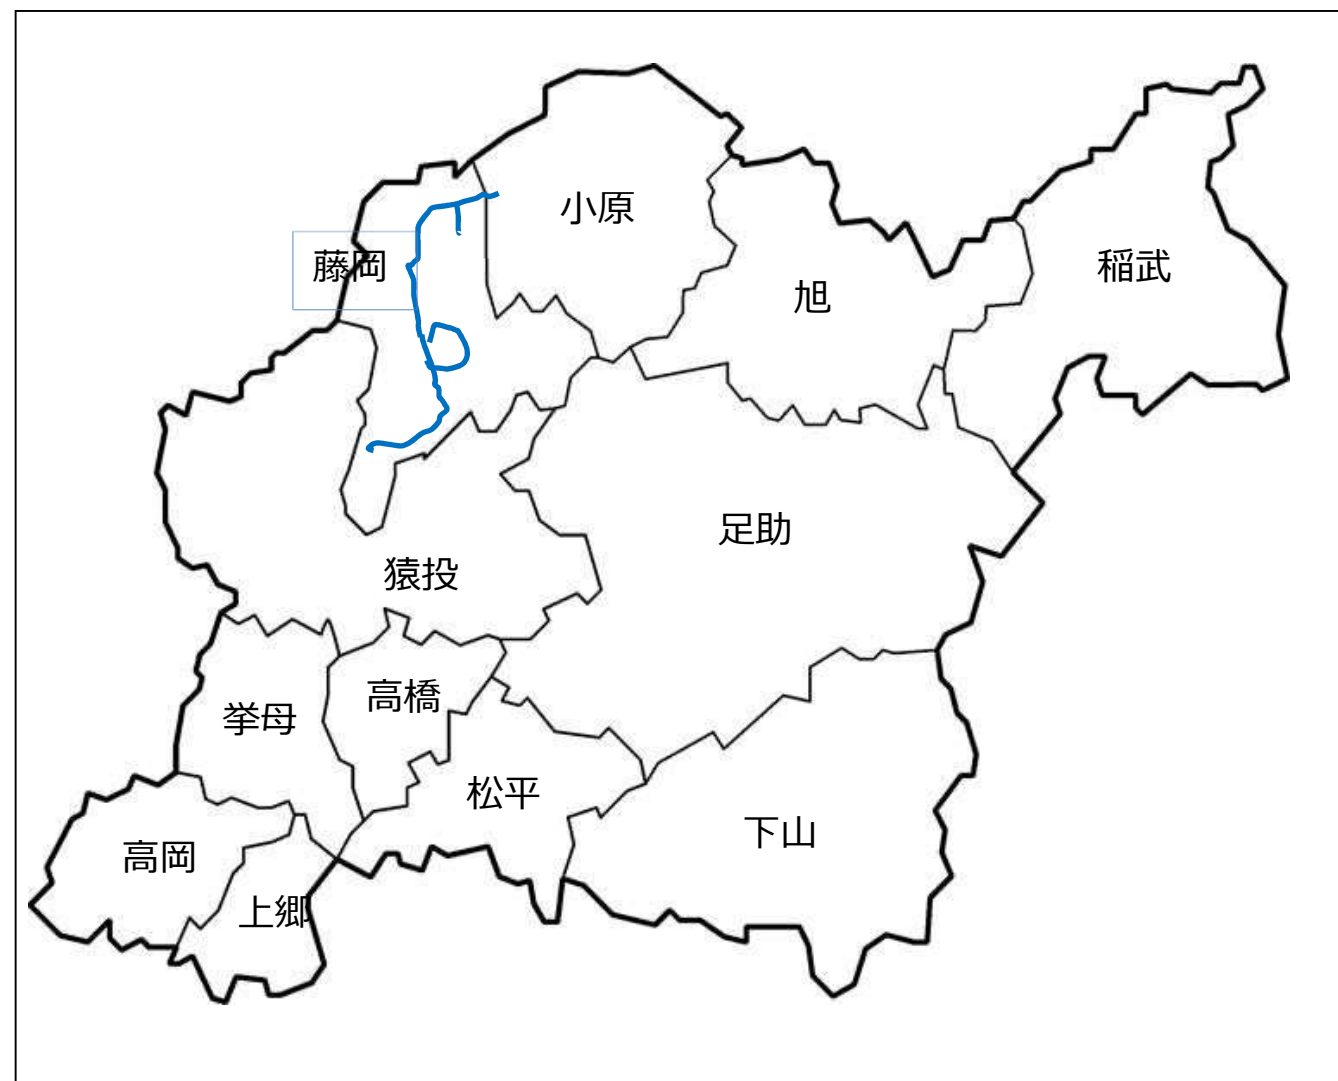 小原
藤岡
稲武
旭
足助
猿投
高橋
挙母
松平
下山
高岡
上郷